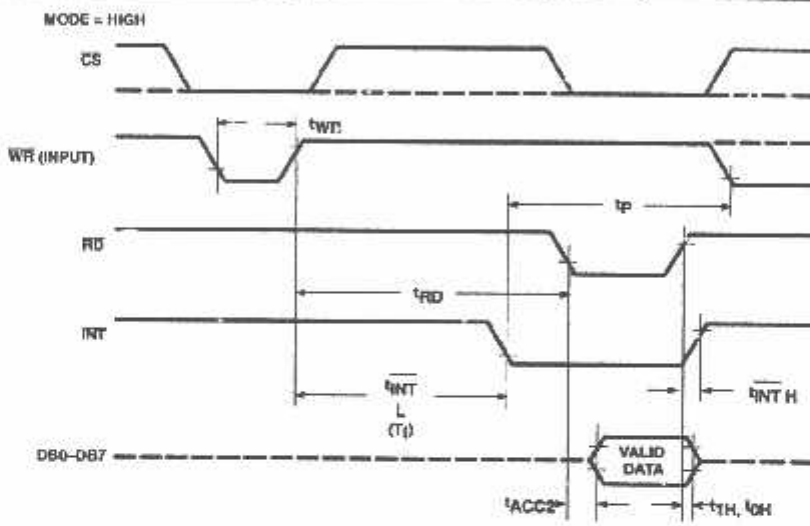 MODE = HIGH
CS
tWR
WR (INPUT)
tP
RD
tRD
INT
tINT
L
(TI)
tINT H
DB0–DB7
VALID
DATA
tACC2
t1H, t0H